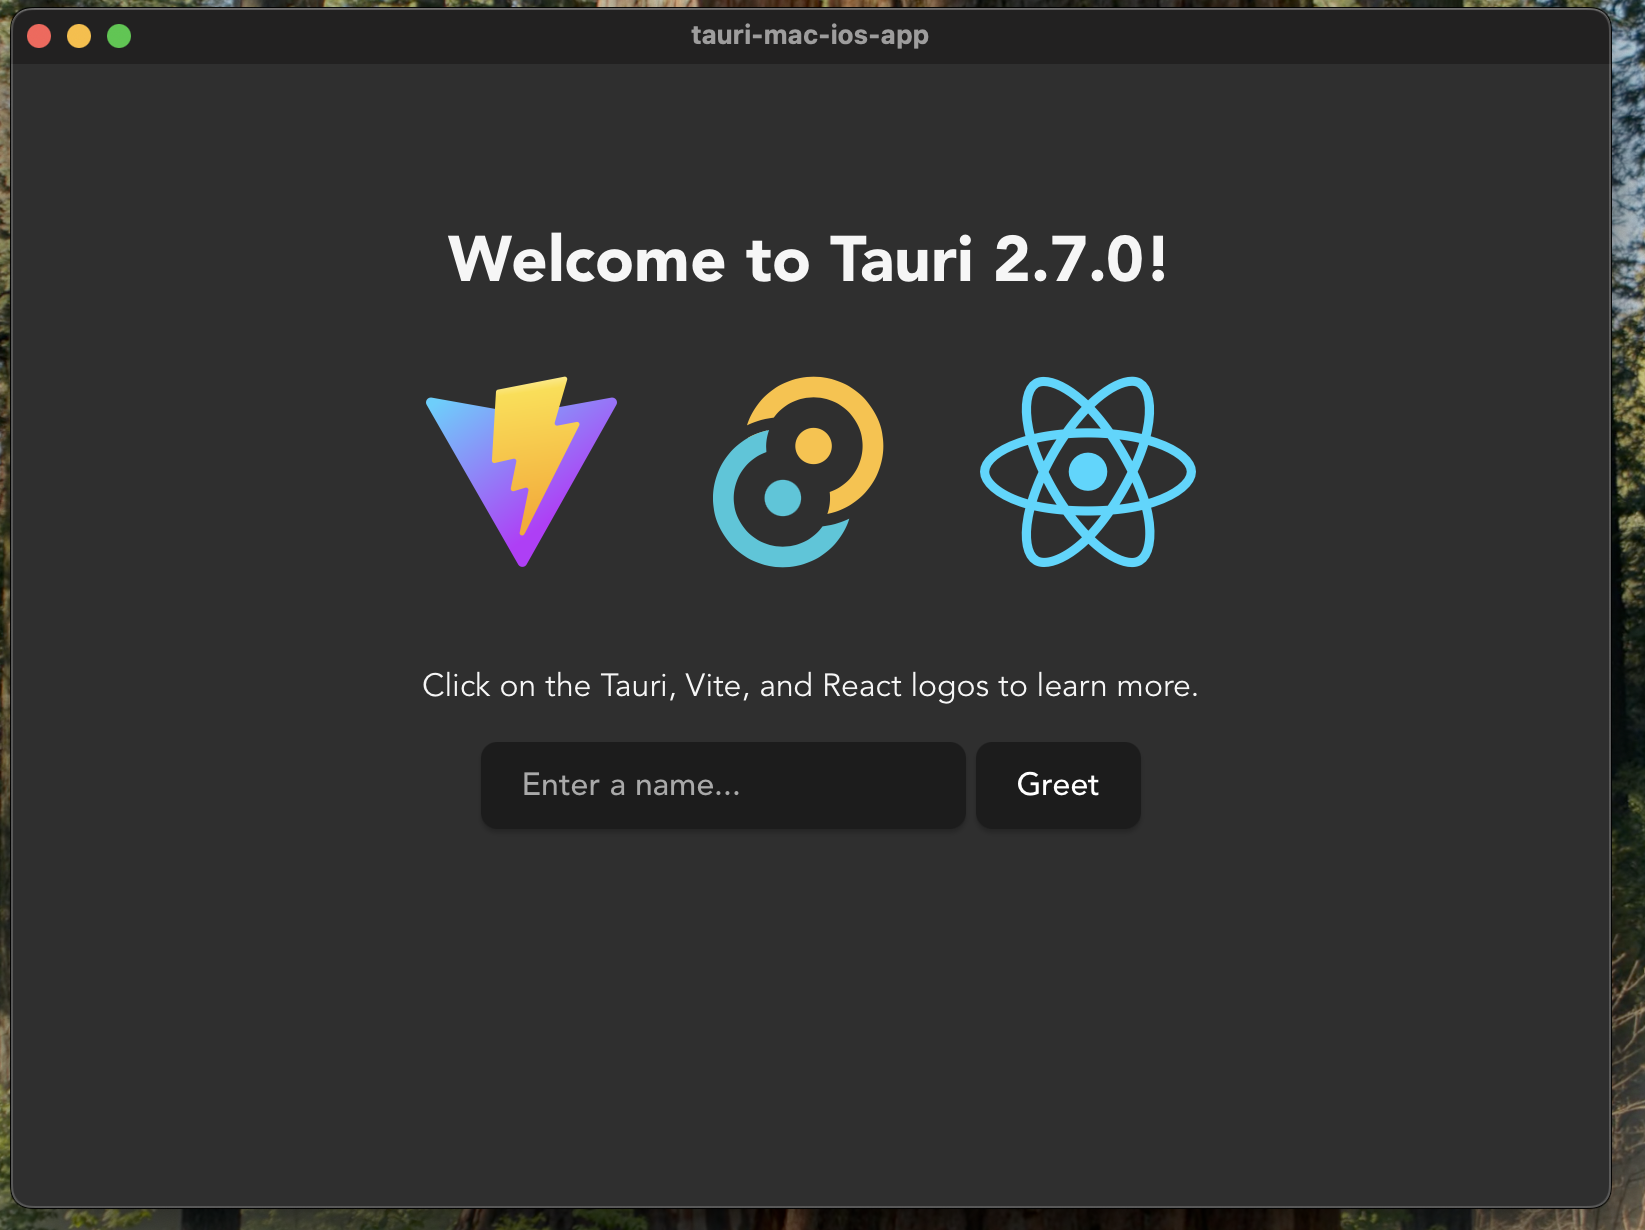 tauri-mac-ios-app
Welcome to Tauri 2.7.0!
Click on the Tauri, Vite, and React logos to learn more.
Enter a name...
Greet